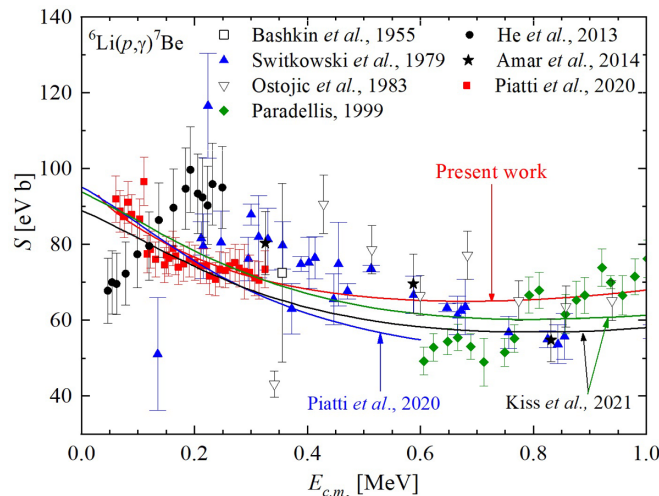 ⁶Li(p,γ)⁷Be
Bashkin et al., 1955
He et al., 2013
Switkowski et al., 1979
Amar et al., 2014
Ostojic et al., 1983
Piatti et al., 2020
Paradellis, 1999
Present work
Piatti et al., 2020
Kiss et al., 2021
S [eV b]
140
120
100
80
60
40
0.0 0.2 0.4 0.6 0.8 1.0
E_c.m. [MeV]